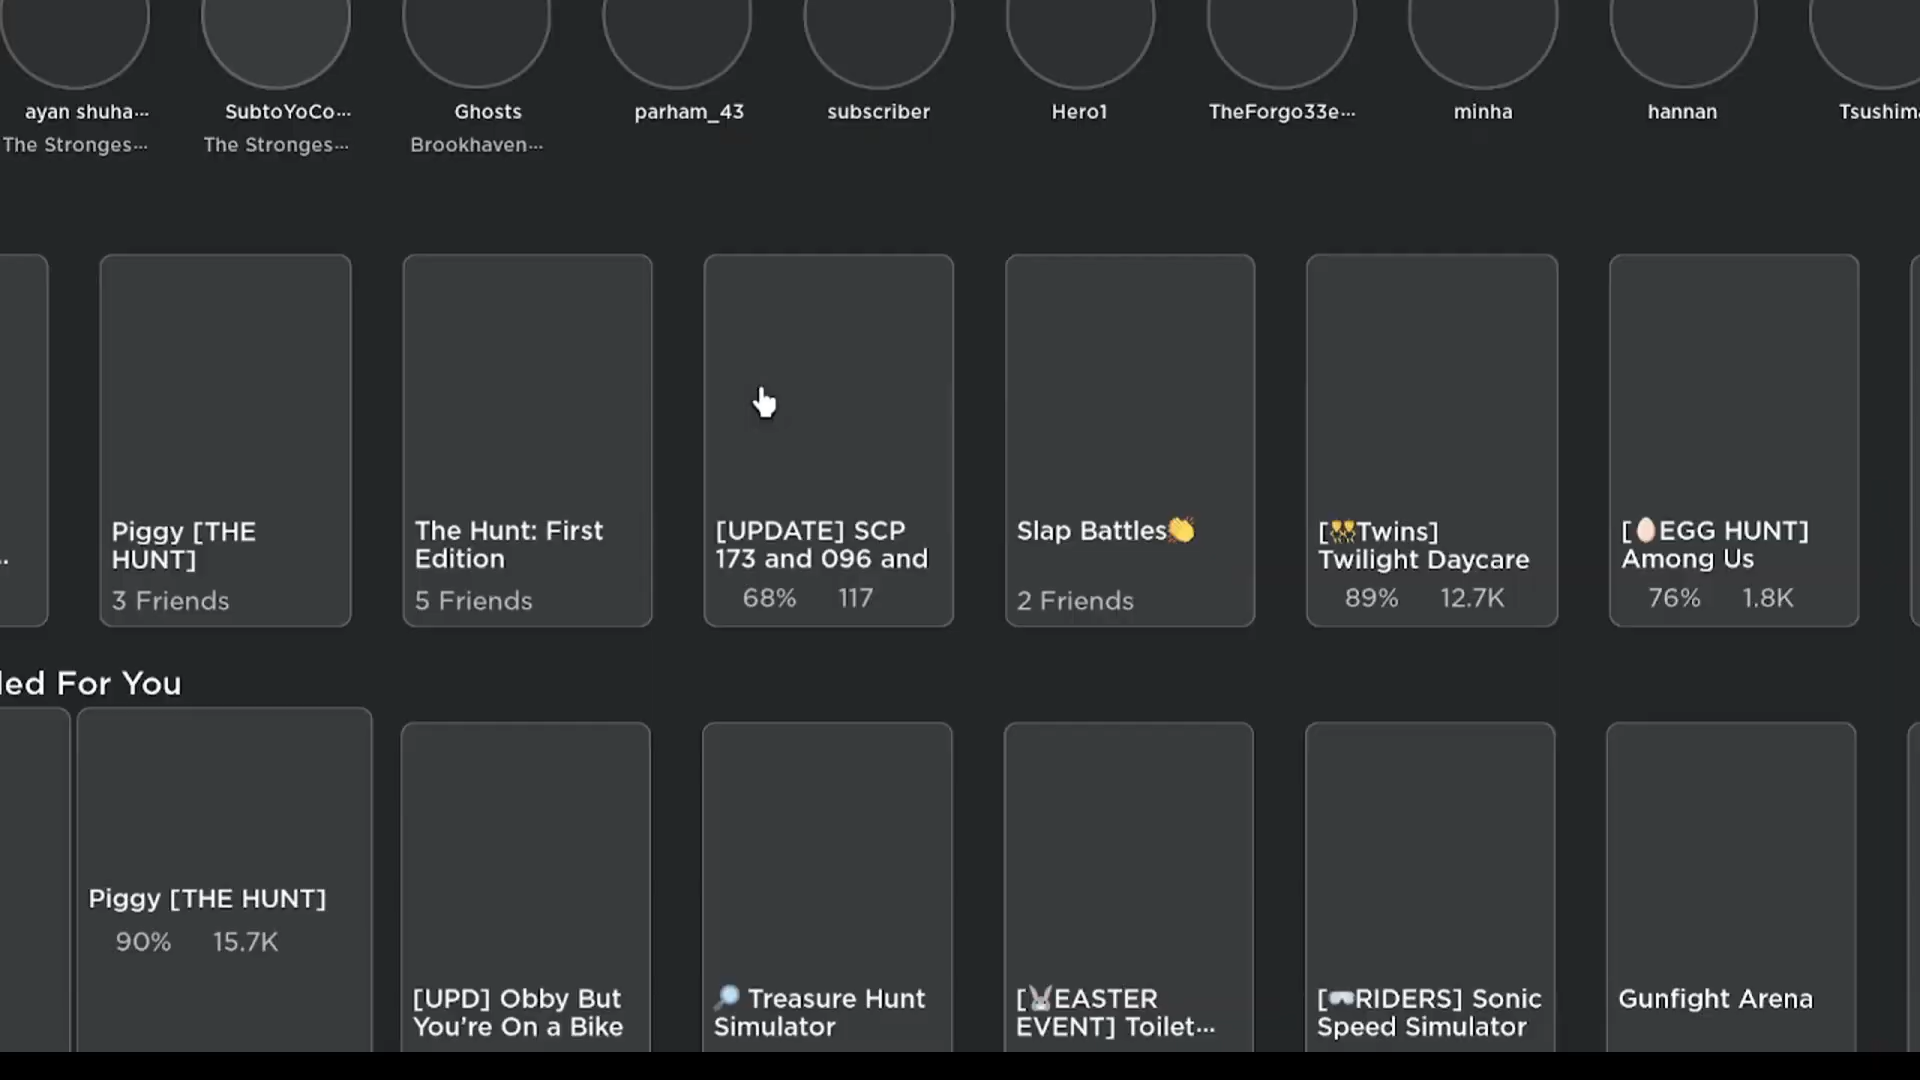 ayan shuha...
SubtoYoCo...
Ghosts
parham_43
subscriber
Hero1
TheForgo33e...
minha
hannan
Tsushima
The Stronges...
The Stronges...
Brookhaven...
Piggy [THE
HUNT]
3 Friends
The Hunt: First
Edition
5 Friends
[UPDATE] SCP
173 and 096 and
68% 117
Slap Battles👏
2 Friends
[👯Twins]
Twilight Daycare
89% 12.7K
[🥚EGG HUNT]
Among Us
76% 1.8K
ded For You
Piggy [THE HUNT]
90% 15.7K
[UPD] Obby But
You're On a Bike
🔎 Treasure Hunt
Simulator
[🐰EASTER
EVENT] Toilet...
[🥽RIDERS] Sonic
Speed Simulator
Gunfight Arena